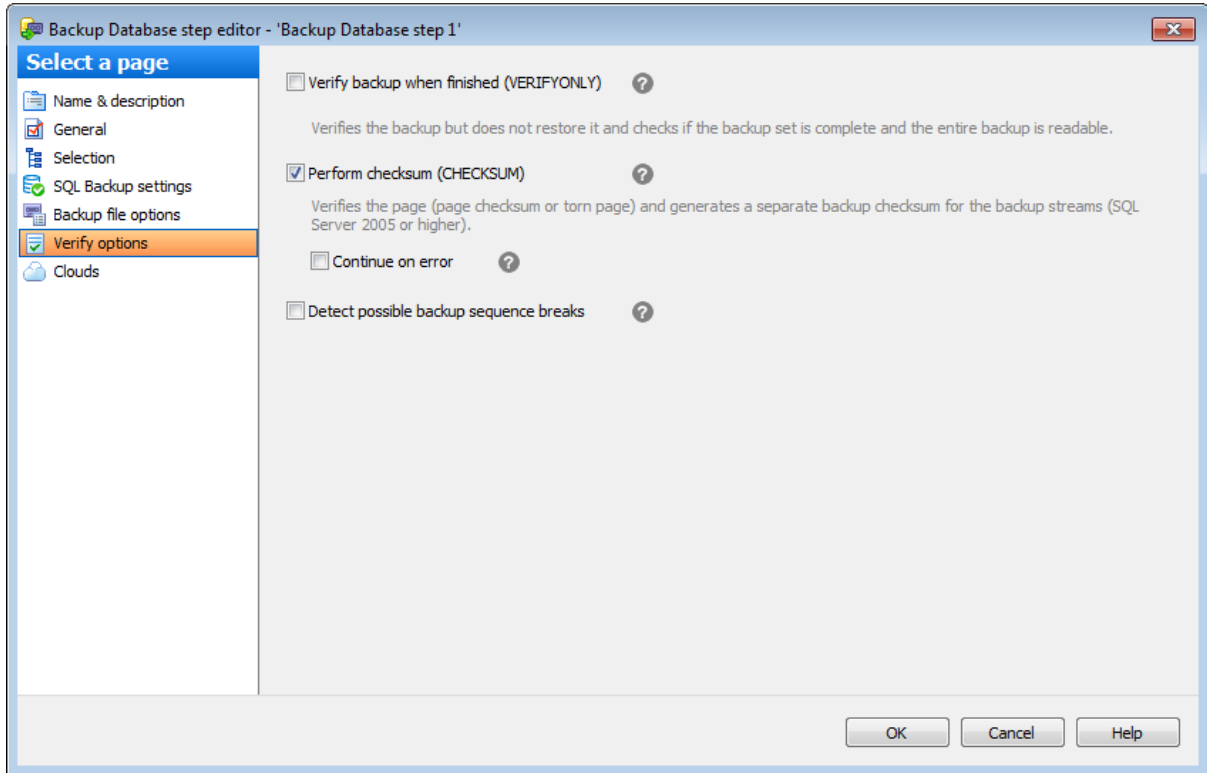 Backup Database step editor - 'Backup Database step 1'
Select a page
Name & description
General
Selection
SQL Backup settings
Backup file options
Verify options
Clouds
Verify backup when finished (VERIFYONLY)
Verifies the backup but does not restore it and checks if the backup set is complete and the entire backup is readable.
Perform checksum (CHECKSUM)
Verifies the page (page checksum or torn page) and generates a separate backup checksum for the backup streams (SQL
Server 2005 or higher).
Continue on error
Detect possible backup sequence breaks
OK
Cancel
Help